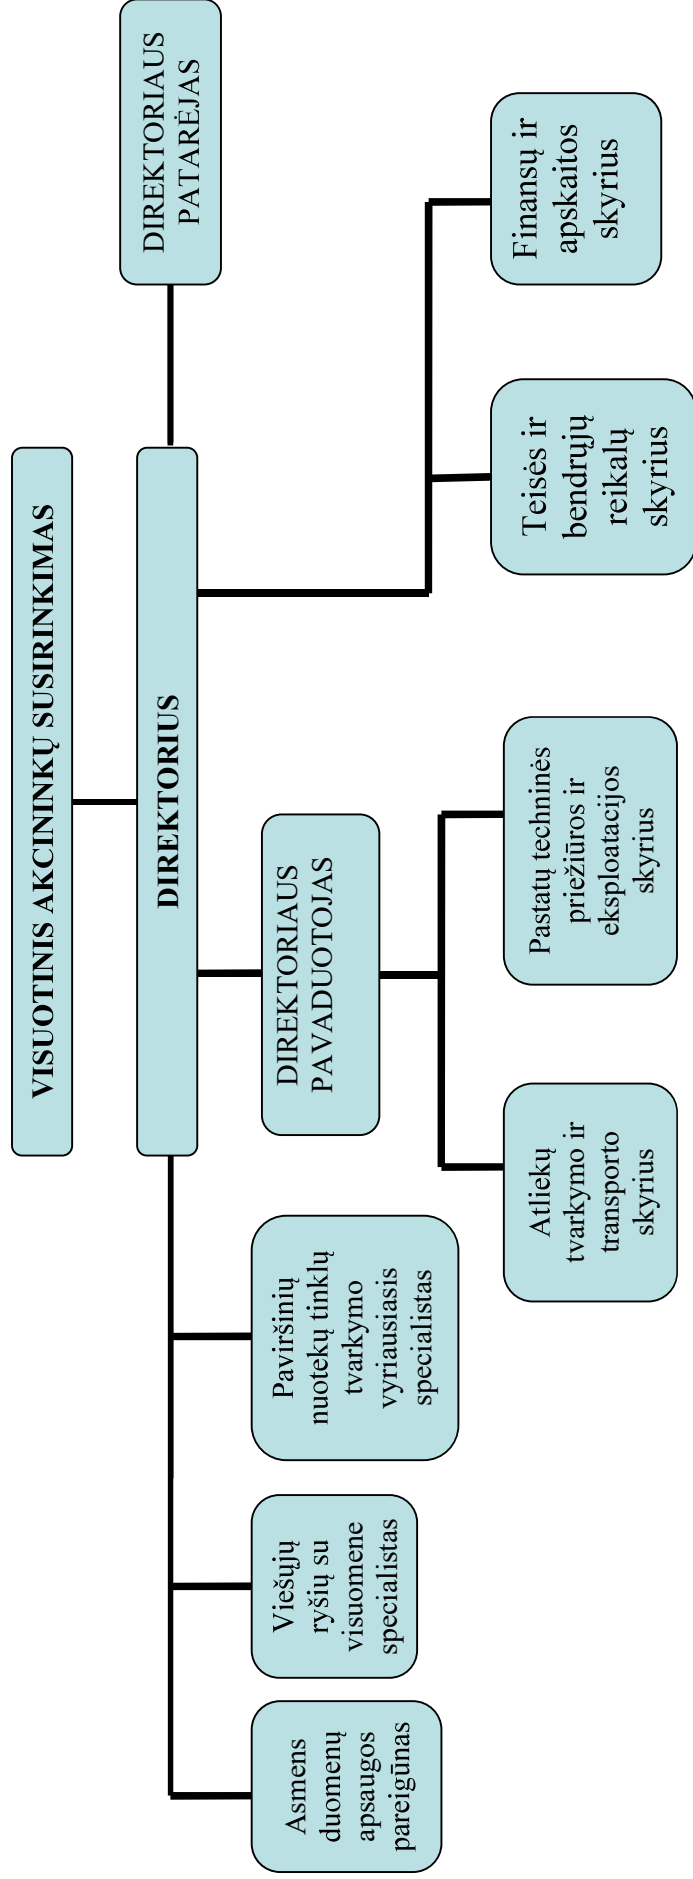 VISUOTINIS AKCININKŲ SUSIRINKIMAS
DIREKTORIUS
DIREKTORIAUS
PATARĖJAS
Asmens
duomenų
apsaugos
pareigūnas
Viešųjų
ryšių su
visuomene
specialistas
Paviršinių
nuotekų tinklų
tvarkymo
vyriausiasis
specialistas
DIREKTORIAUS
PAVADUOTOJAS
Atliekų
tvarkymo ir
transporto
skyrius
Pastatų techninės
priežiūros ir
eksploatacijos
skyrius
Teisės ir
bendrųjų
reikalų
skyrius
Finansų ir
apskaitos
skyrius